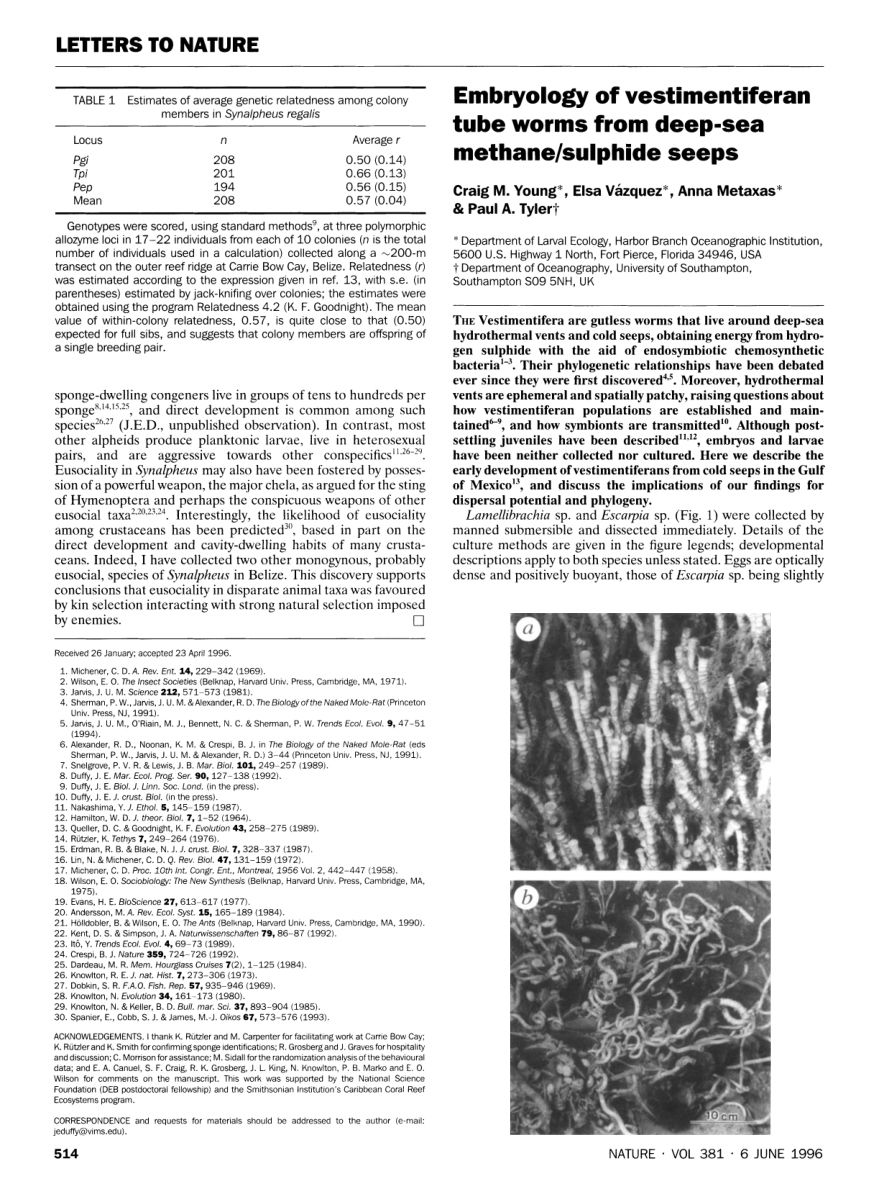 LETTERS TO NATURE
TABLE 1 Estimates of average genetic relatedness among colony
members in Synalpheus regalis
Locus n Average r
Pgi 208 0.50 (0.14)
Tpi 201 0.66 (0.13)
Pep 194 0.56 (0.15)
Mean 208 0.57 (0.04)
Genotypes were scored, using standard methods9, at three polymorphic
allozyme loci in 17–22 individuals from each of 10 colonies (n is the total
number of individuals used in a calculation) collected along a ~200-m
transect on the outer reef ridge at Carrie Bow Cay, Belize. Relatedness (r)
was estimated according to the expression given in ref. 13, with s.e. (in
parentheses) estimated by jack-knifing over colonies; the estimates were
obtained using the program Relatedness 4.2 (K. F. Goodnight). The mean
value of within-colony relatedness, 0.57, is quite close to that (0.50)
expected for full sibs, and suggests that colony members are offspring of
a single breeding pair.
sponge-dwelling congeners live in groups of tens to hundreds per
sponge8,14,15,25, and direct development is common among such
species26,27 (J.E.D., unpublished observation). In contrast, most
other alpheids produce planktonic larvae, live in heterosexual
pairs, and are aggressive towards other conspecifics11,26–29.
Eusociality in Synalpheus may also have been fostered by posses-
sion of a powerful weapon, the major chela, as argued for the sting
of Hymenoptera and perhaps the conspicuous weapons of other
eusocial taxa2,20,23,24. Interestingly, the likelihood of eusociality
among crustaceans has been predicted30, based in part on the
direct development and cavity-dwelling habits of many crusta-
ceans. Indeed, I have collected two other monogynous, probably
eusocial, species of Synalpheus in Belize. This discovery supports
conclusions that eusociality in disparate animal taxa was favoured
by kin selection interacting with strong natural selection imposed
by enemies. □
Received 26 January; accepted 23 April 1996.
1. Michener, C. D. A. Rev. Ent. 14, 229–342 (1969).
2. Wilson, E. O. The Insect Societies (Belknap, Harvard Univ. Press, Cambridge, MA, 1971).
3. Jarvis, J. U. M. Science 212, 571–573 (1981).
4. Sherman, P. W., Jarvis, J. U. M. & Alexander, R. D. The Biology of the Naked Mole-Rat (Princeton
Univ. Press, NJ, 1991).
5. Jarvis, J. U. M., O'Riain, M. J., Bennett, N. C. & Sherman, P. W. Trends Ecol. Evol. 9, 47–51
(1994).
6. Alexander, R. D., Noonan, K. M. & Crespi, B. J. in The Biology of the Naked Mole-Rat (eds
Sherman, P. W., Jarvis, J. U. M. & Alexander, R. D.) 3–44 (Princeton Univ. Press, NJ, 1991).
7. Snelgrove, P. V. R. & Lewis, J. B. Mar. Biol. 101, 249–257 (1989).
8. Duffy, J. E. Mar. Ecol. Prog. Ser. 90, 127–138 (1992).
9. Duffy, J. E. Biol. J. Linn. Soc. Lond. (in the press).
10. Duffy, J. E. J. crust. Biol. (in the press).
11. Nakashima, Y. J. Ethol. 5, 145–159 (1987).
12. Hamilton, W. D. J. theor. Biol. 7, 1–52 (1964).
13. Queller, D. C. & Goodnight, K. F. Evolution 43, 258–275 (1989).
14. Rützler, K. Tethys 7, 249–264 (1976).
15. Erdman, R. B. & Blake, N. J. J. crust. Biol. 7, 328–337 (1987).
16. Lin, N. & Michener, C. D. Q. Rev. Biol. 47, 131–159 (1972).
17. Michener, C. D. Proc. 10th Int. Congr. Ent., Montreal, 1956 Vol. 2, 442–447 (1958).
18. Wilson, E. O. Sociobiology: The New Synthesis (Belknap, Harvard Univ. Press, Cambridge, MA,
1975).
19. Evans, H. E. BioScience 27, 613–617 (1977).
20. Andersson, M. A. Rev. Ecol. Syst. 15, 165–189 (1984).
21. Hölldobler, B. & Wilson, E. O. The Ants (Belknap, Harvard Univ. Press, Cambridge, MA, 1990).
22. Kent, D. S. & Simpson, J. A. Naturwissenschaften 79, 86–87 (1992).
23. Itô, Y. Trends Ecol. Evol. 4, 69–73 (1989).
24. Crespi, B. J. Nature 359, 724–726 (1992).
25. Dardeau, M. R. Mem. Hourglass Cruises 7(2), 1–125 (1984).
26. Knowlton, R. E. J. nat. Hist. 7, 273–306 (1973).
27. Dobkin, S. R. F.A.O. Fish. Rep. 57, 935–946 (1969).
28. Knowlton, N. Evolution 34, 161–173 (1980).
29. Knowlton, N. & Keller, B. D. Bull. mar. Sci. 37, 893–904 (1985).
30. Spanier, E., Cobb, S. J. & James, M.-J. Oikos 67, 573–576 (1993).
ACKNOWLEDGEMENTS. I thank K. Rützler and M. Carpenter for facilitating work at Carrie Bow Cay;
K. Rützler and K. Smith for confirming sponge identifications; R. Grosberg and J. Graves for hospitality
and discussion; C. Morrison for assistance; M. Sidall for the randomization analysis of the behavioural
data; and E. A. Canuel, S. F. Craig, R. K. Grosberg, J. L. King, N. Knowlton, P. B. Marko and E. O.
Wilson for comments on the manuscript. This work was supported by the National Science
Foundation (DEB postdoctoral fellowship) and the Smithsonian Institution's Caribbean Coral Reef
Ecosystems program.
CORRESPONDENCE and requests for materials should be addressed to the author (e-mail:
jeduffy@vims.edu).
Embryology of vestimentiferan
tube worms from deep-sea
methane/sulphide seeps
Craig M. Young*, Elsa Vázquez*, Anna Metaxas*
& Paul A. Tyler†
* Department of Larval Ecology, Harbor Branch Oceanographic Institution,
5600 U.S. Highway 1 North, Fort Pierce, Florida 34946, USA
† Department of Oceanography, University of Southampton,
Southampton S09 5NH, UK
THE Vestimentifera are gutless worms that live around deep-sea
hydrothermal vents and cold seeps, obtaining energy from hydro-
gen sulphide with the aid of endosymbiotic chemosynthetic
bacteria1–3. Their phylogenetic relationships have been debated
ever since they were first discovered4,5. Moreover, hydrothermal
vents are ephemeral and spatially patchy, raising questions about
how vestimentiferan populations are established and main-
tained6–9, and how symbionts are transmitted10. Although post-
settling juveniles have been described11,12, embryos and larvae
have been neither collected nor cultured. Here we describe the
early development of vestimentiferans from cold seeps in the Gulf
of Mexico13, and discuss the implications of our findings for
dispersal potential and phylogeny.
Lamellibrachia sp. and Escarpia sp. (Fig. 1) were collected by
manned submersible and dissected immediately. Details of the
culture methods are given in the figure legends; developmental
descriptions apply to both species unless stated. Eggs are optically
dense and positively buoyant, those of Escarpia sp. being slightly
a
b
10 cm
514
NATURE · VOL 381 · 6 JUNE 1996